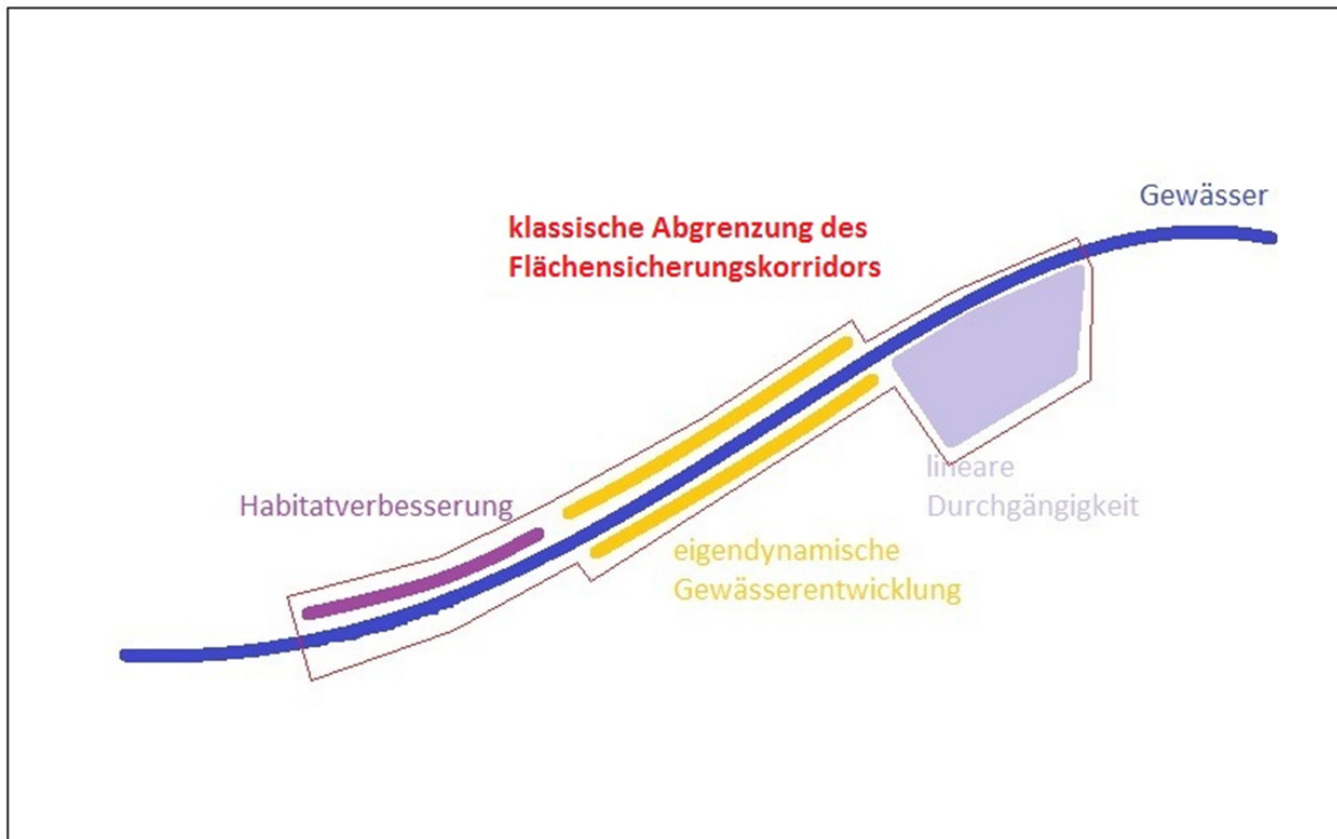 Gewässer
klassische Abgrenzung des
Flächensicherungskorridors
lineare
Durchgängigkeit
Habitatverbesserung
eigendynamische
Gewässerentwicklung